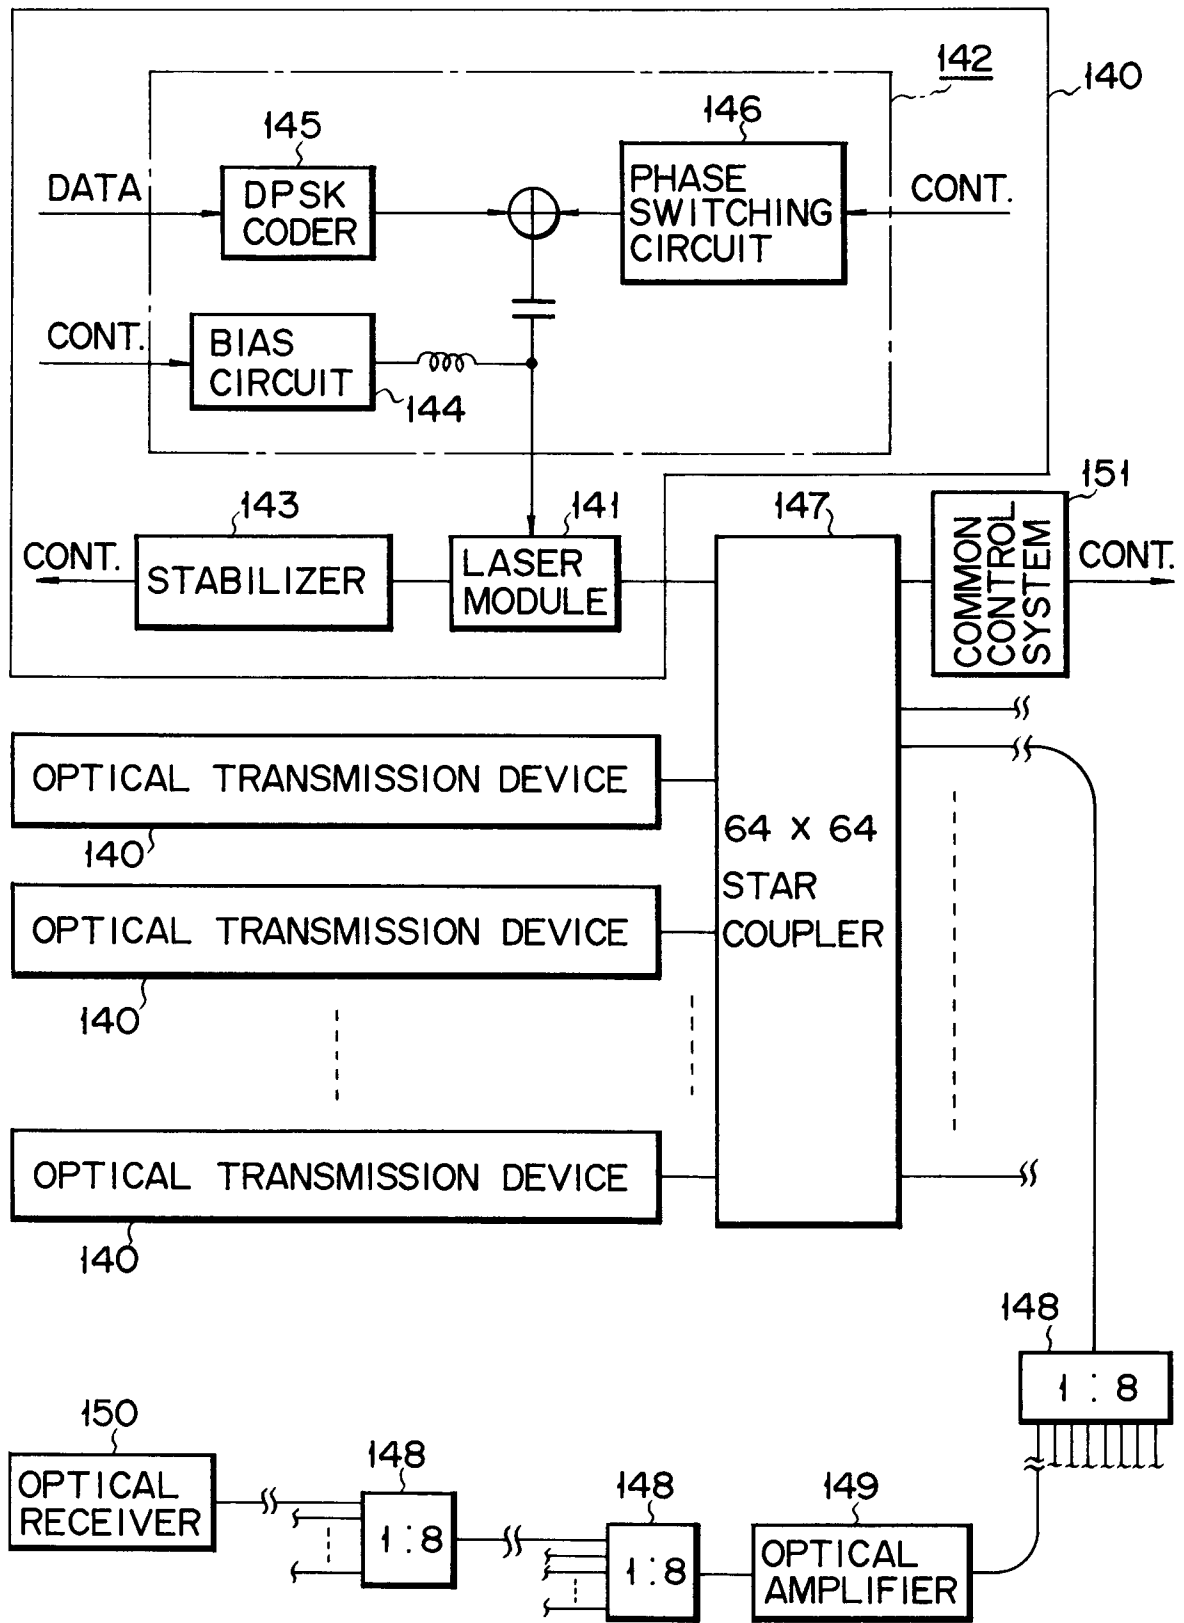 142
140
145
146
DATA
DPSK
CODER
PHASE
SWITCHING
CIRCUIT
CONT.
CONT.
BIAS
CIRCUIT
144
143
141
147
151
CONT.
STABILIZER
LASER
MODULE
COMMON
CONTROL
SYSTEM
CONT.
OPTICAL TRANSMISSION DEVICE
140
64 X 64
STAR
COUPLER
OPTICAL TRANSMISSION DEVICE
140
OPTICAL TRANSMISSION DEVICE
140
148
1 : 8
150
OPTICAL
RECEIVER
148
1:8
148
1:8
149
OPTICAL
AMPLIFIER